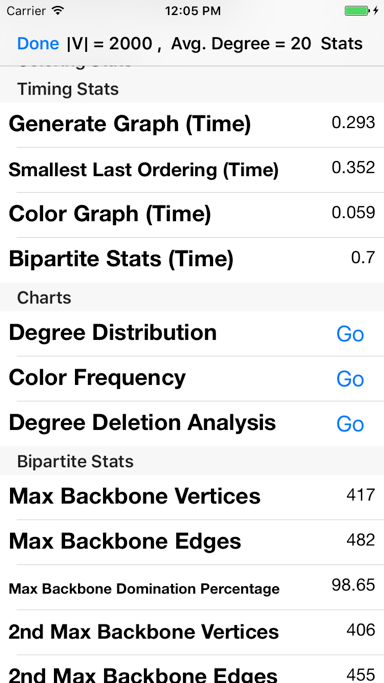 Carrier 12:05 PM
Done |V| = 2000 , Avg. Degree = 20 Stats
Timing Stats
Generate Graph (Time) 0.293
Smallest Last Ordering (Time) 0.352
Color Graph (Time) 0.059
Bipartite Stats (Time) 0.7
Charts
Degree Distribution Go
Color Frequency Go
Degree Deletion Analysis Go
Bipartite Stats
Max Backbone Vertices 417
Max Backbone Edges 482
Max Backbone Domination Percentage 98.65
2nd Max Backbone Vertices 406
2nd Max Backbone Edges 455